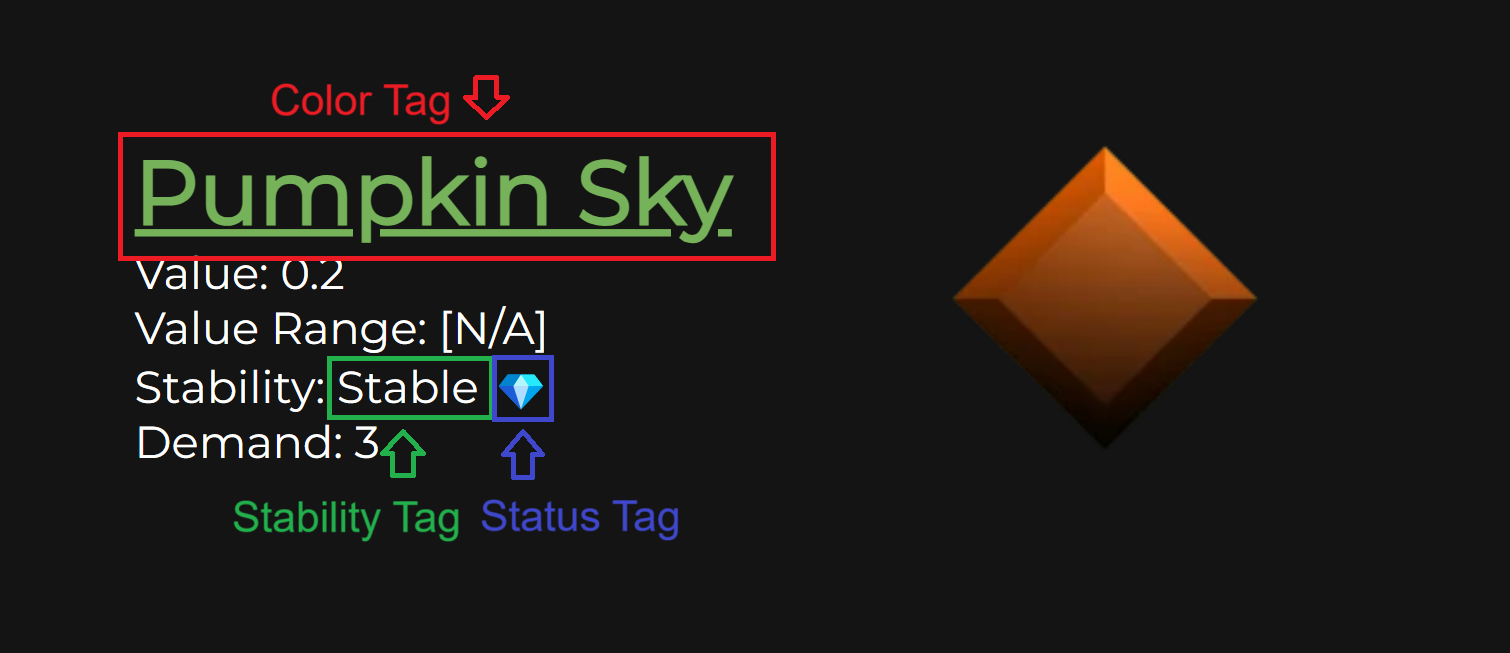 Color Tag
Pumpkin Sky
Value: 0.2
Value Range: [N/A]
Stability: Stable
Demand: 3
Stability Tag Status Tag